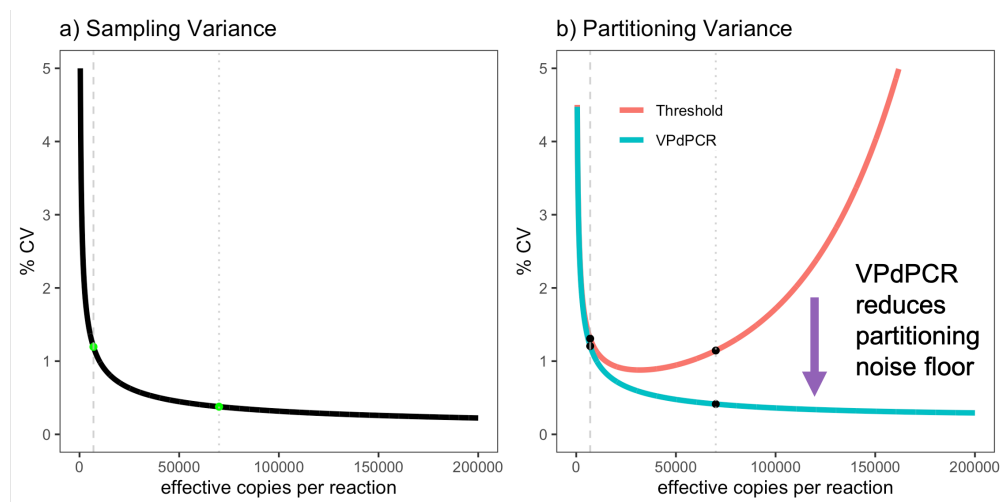 a) Sampling Variance
5
4
3
2
1
0
% CV
0 50000 100000 150000 200000
effective copies per reaction
b) Partitioning Variance
5
4
3
2
1
0
% CV
Threshold
VPdPCR
VPdPCR
reduces
partitioning
noise floor
0 50000 100000 150000 200000
effective copies per reaction